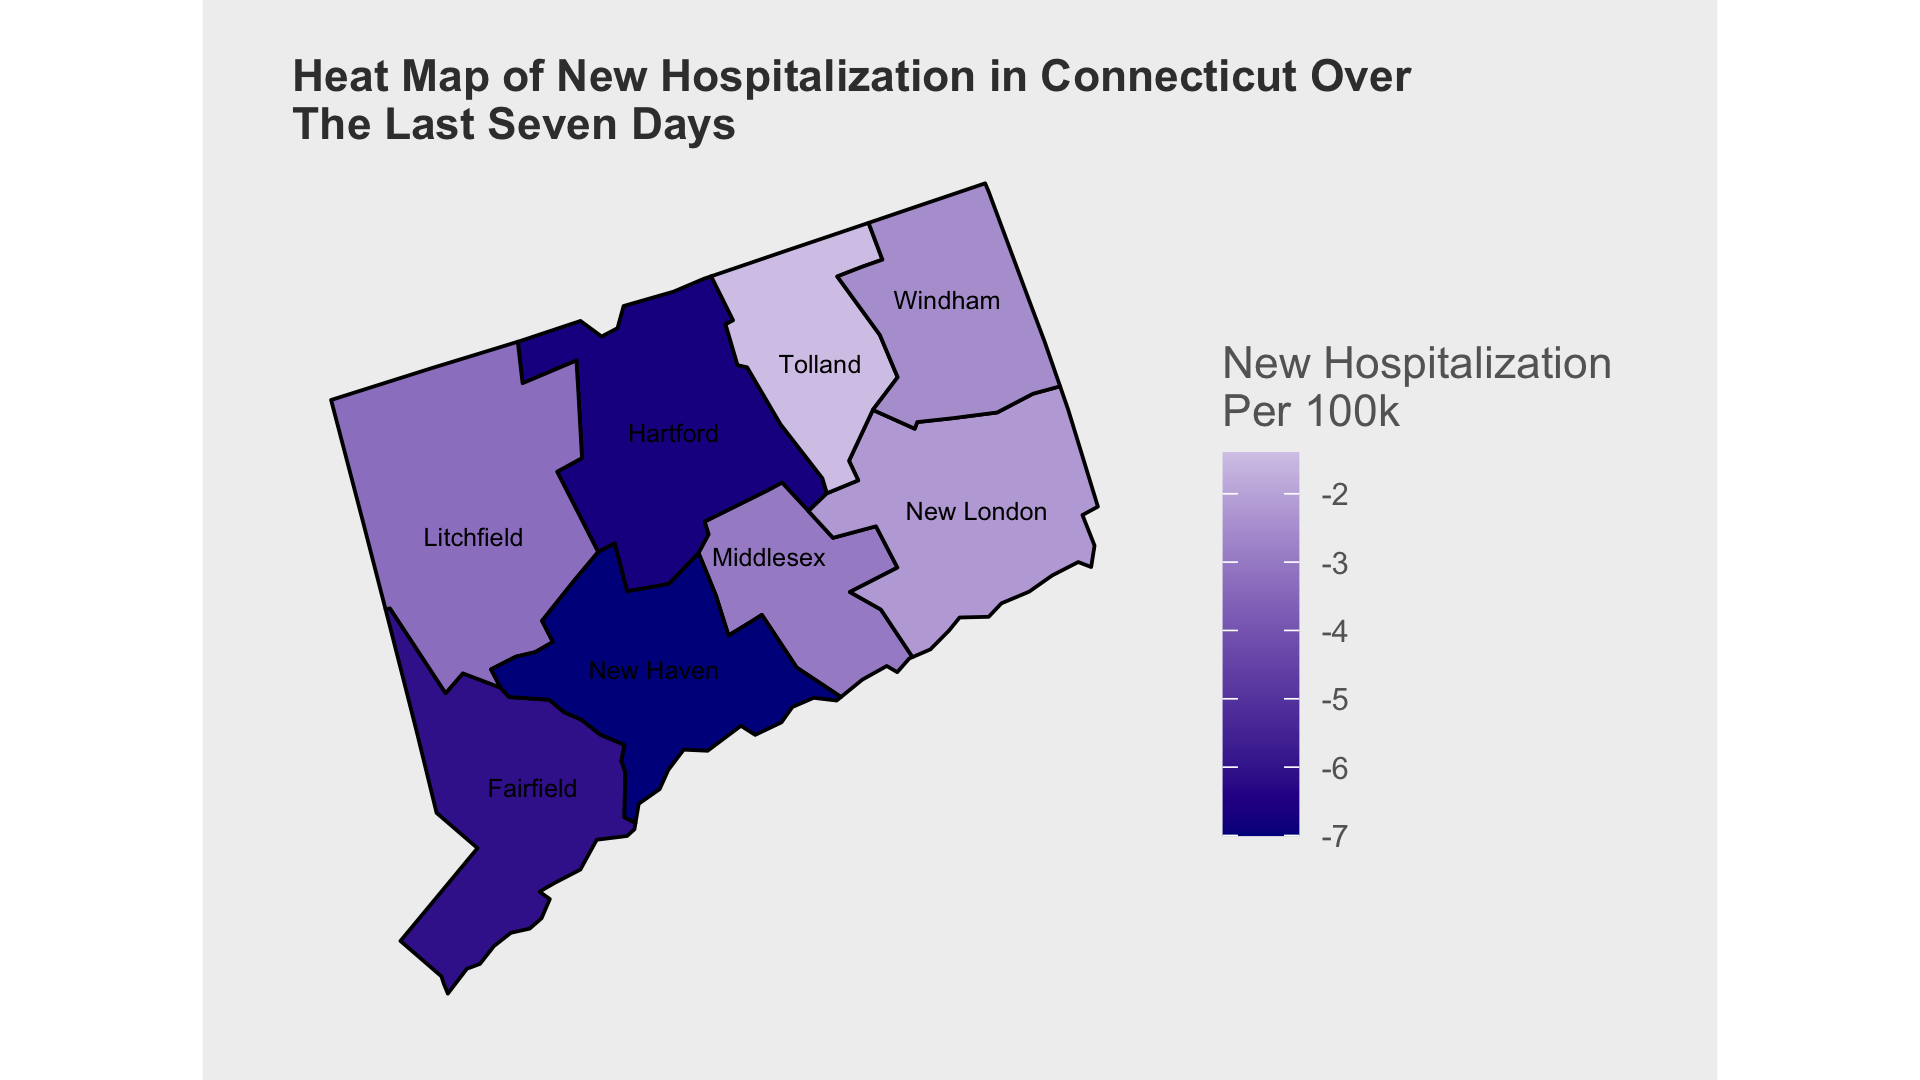 Heat Map of New Hospitalization in Connecticut Over
The Last Seven Days
Windham
Tolland
Hartford
New London
Litchfield
Middlesex
New Haven
Fairfield
New Hospitalization
Per 100k
-2
-3
-4
-5
-6
-7